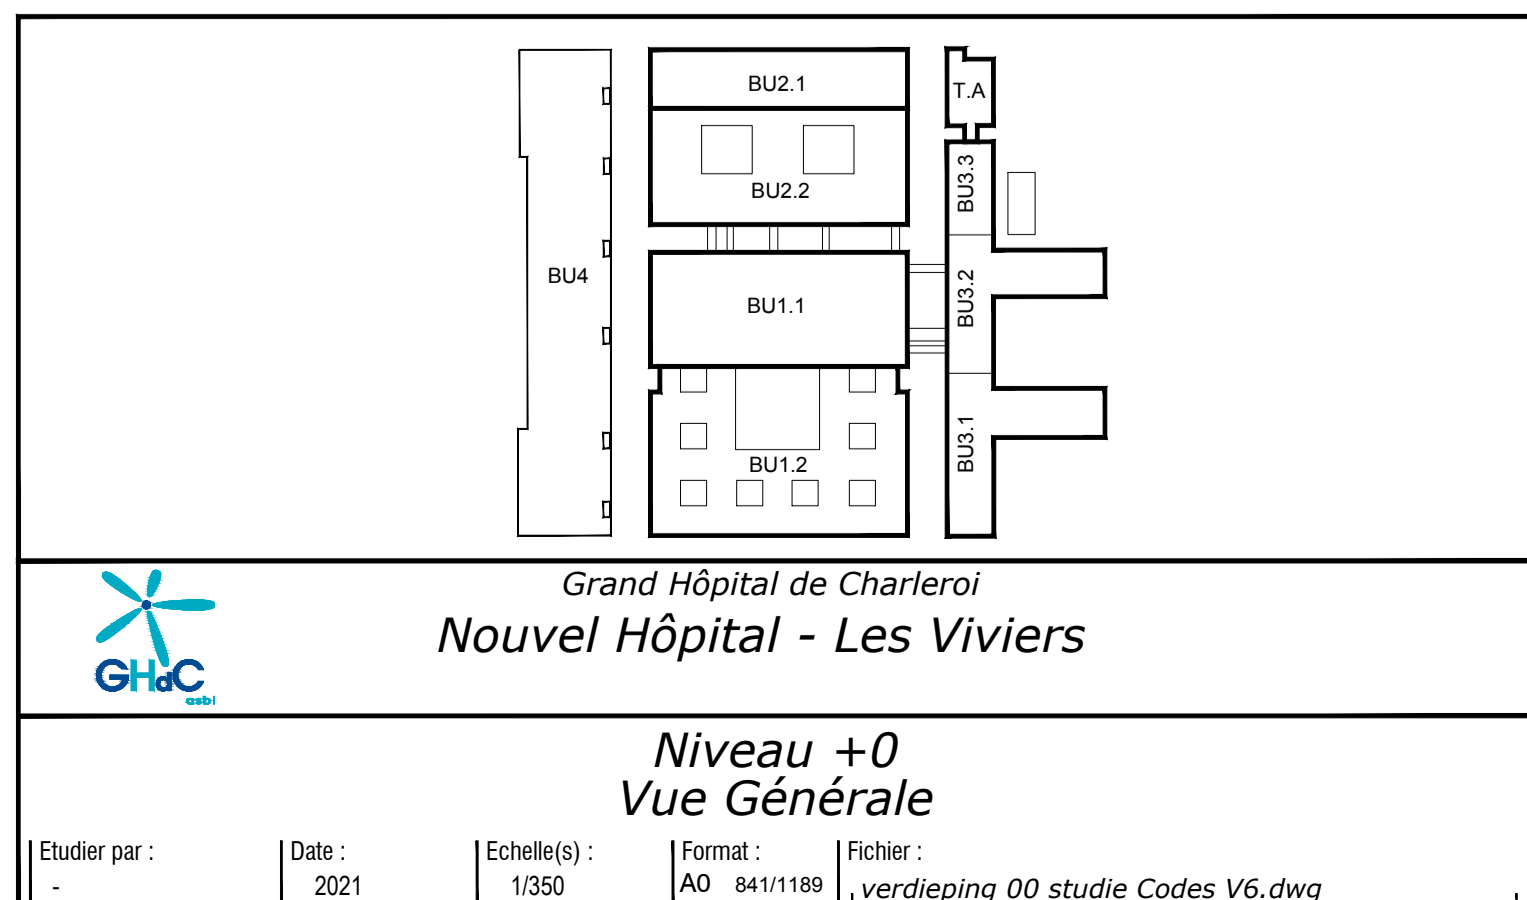 BU2.1
T.A
BU2.2
BU3.3
BU4
BU1.1
BU3.2
BU1.2
BU3.1
GHdC
asbl
Grand Hôpital de Charleroi
Nouvel Hôpital - Les Viviers
Niveau +0
Vue Générale
Etudier par :
-
Date :
2021
Echelle(s) :
1/350
Format :
A0 841/1189
Fichier :
verdieping 00 studie Codes V6.dwg